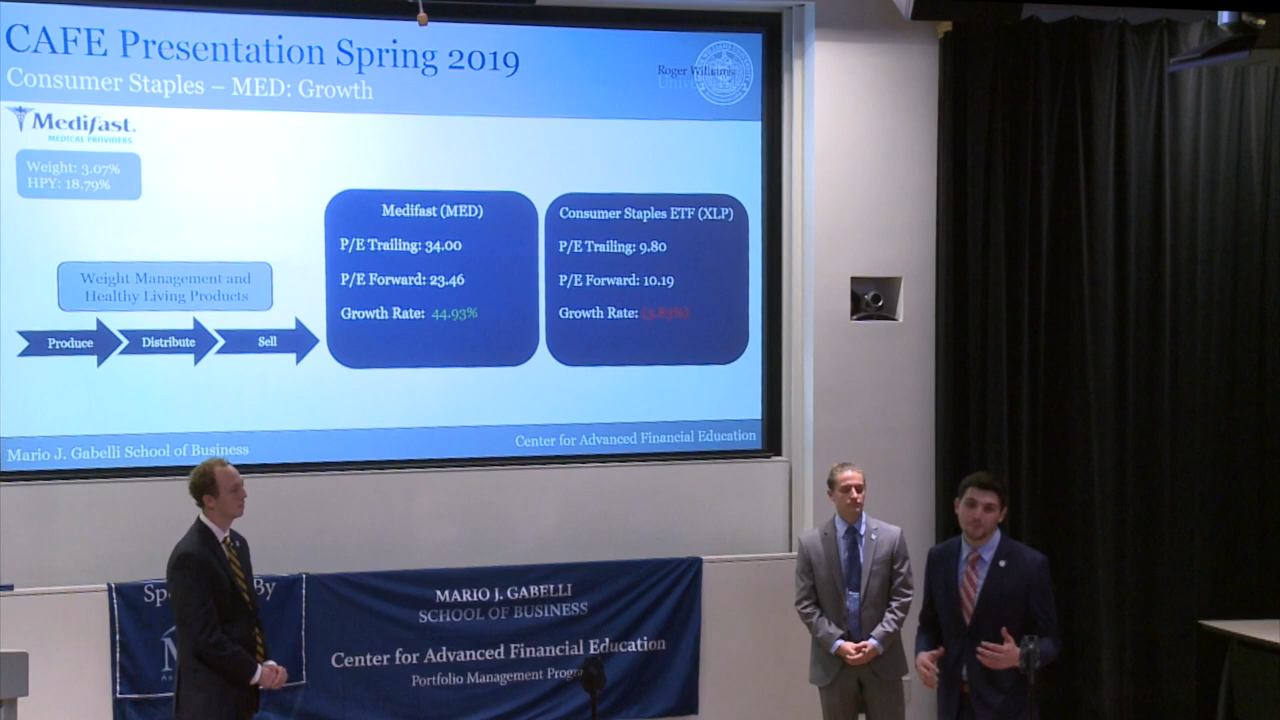 CAFE Presentation Spring 2019
Consumer Staples – MED: Growth
Roger Williams
Medifast.
MEDICAL PROVIDERS
Weight: 3.07%
HPY: 18.79%
Weight Management and
Healthy Living Products
Produce
Distribute
Sell
Medifast (MED)
P/E Trailing: 34.00
P/E Forward: 23.46
Growth Rate: 44.93%
Consumer Staples ETF (XLP)
P/E Trailing: 9.80
P/E Forward: 10.19
Growth Rate:
Mario J. Gabelli School of Business
Center for Advanced Financial Education
By
MARIO J. GABELLI
SCHOOL OF BUSINESS
Center for Advanced Financial Education
Portfolio Management Progra